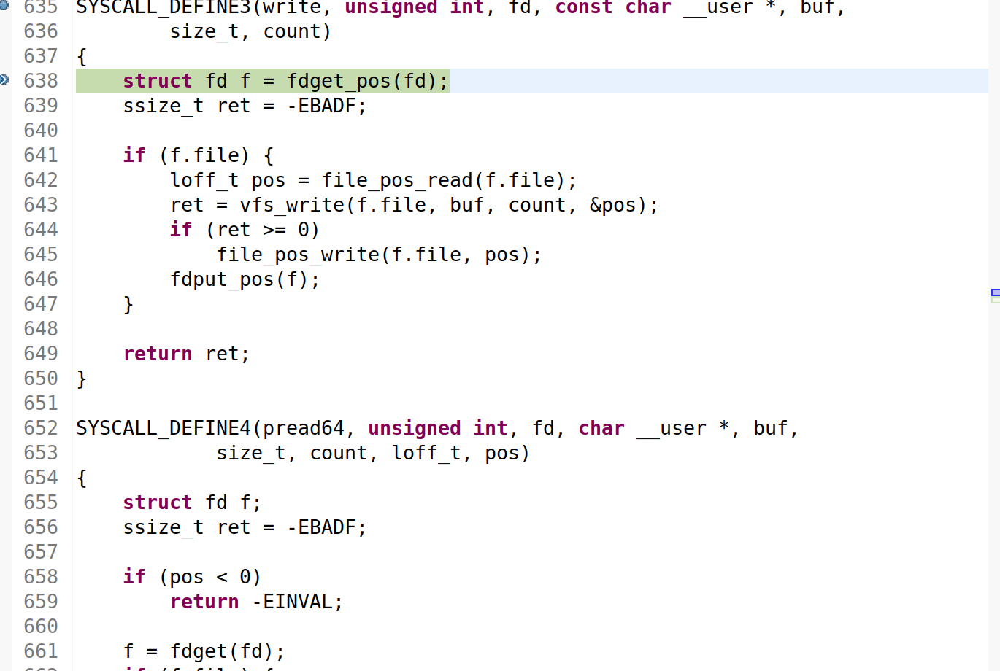 635 SYSCALL_DEFINE3(write, unsigned int, fd, const char __user *, buf,
636         size_t, count)
637 {
638     struct fd f = fdget_pos(fd);
639     ssize_t ret = -EBADF;
640
641     if (f.file) {
642         loff_t pos = file_pos_read(f.file);
643         ret = vfs_write(f.file, buf, count, &pos);
644         if (ret >= 0)
645             file_pos_write(f.file, pos);
646         fdput_pos(f);
647     }
648
649     return ret;
650 }
651
652 SYSCALL_DEFINE4(pread64, unsigned int, fd, char __user *, buf,
653             size_t, count, loff_t, pos)
654 {
655     struct fd f;
656     ssize_t ret = -EBADF;
657
658     if (pos < 0)
659         return -EINVAL;
660
661     f = fdget(fd);